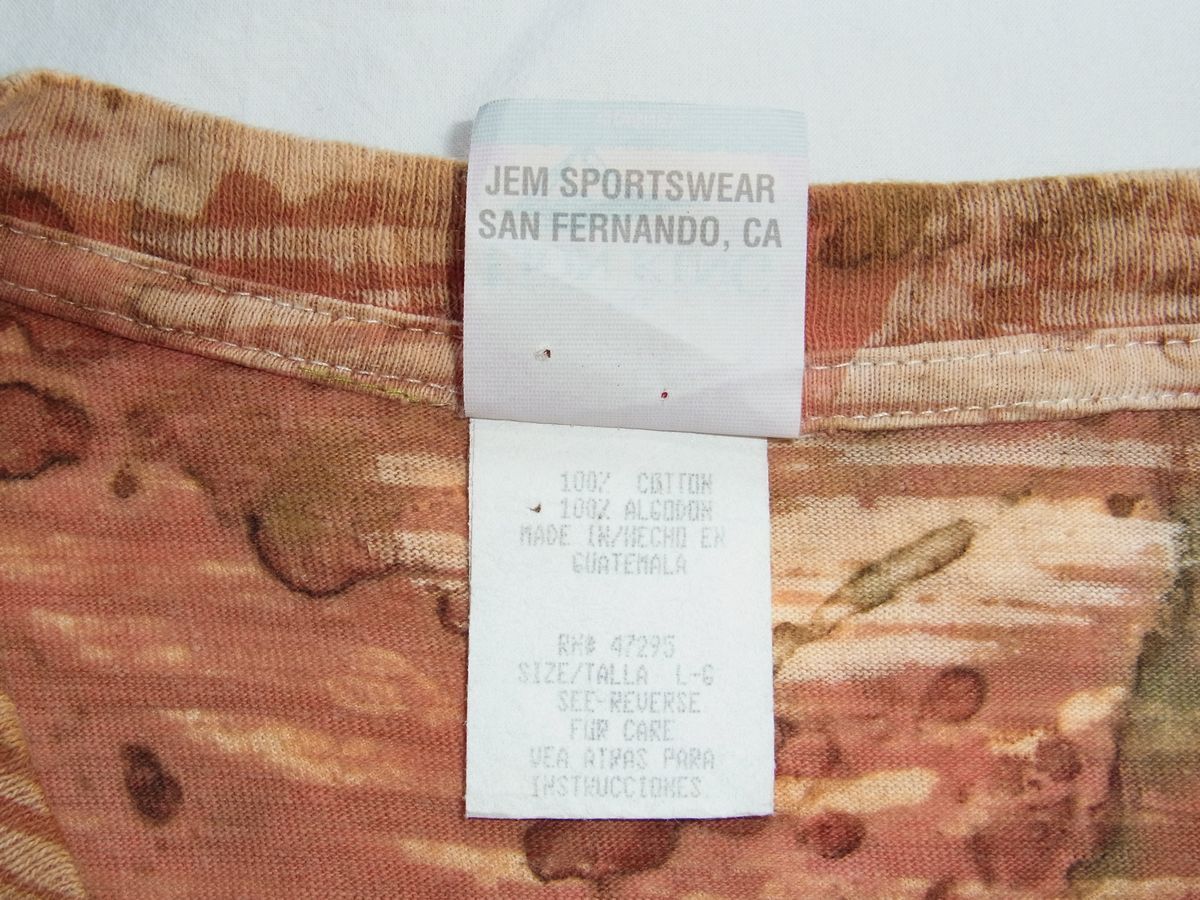 JEM SPORTSWEAR
SAN FERNANDO, CA
100% COTTON
100% ALGODON
MADE IN/HECHO EN
GUATEMALA
RN# 47295
SIZE/TALLA L-G
SEE-REVERSE
FOR CARE
VEA ATRAS PARA
INSTRUCCIONES